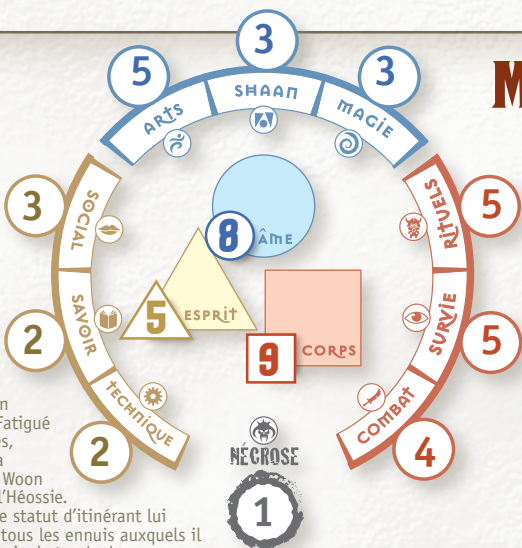 3
5
3
M
ARTS
SHAAN
MAGIE
3
SOCIAL
RITUELS
5
8
ÂME
2
SAVOIR
5
ESPRIT
SURVIE
5
9
CORPS
TECHNIQUE
COMBAT
2
4
NÉCROSE
1
n
Fatigué
es,
a
Woon
l'Héossie.
e statut d'itinérant lui
tous les ennuis auxquels il